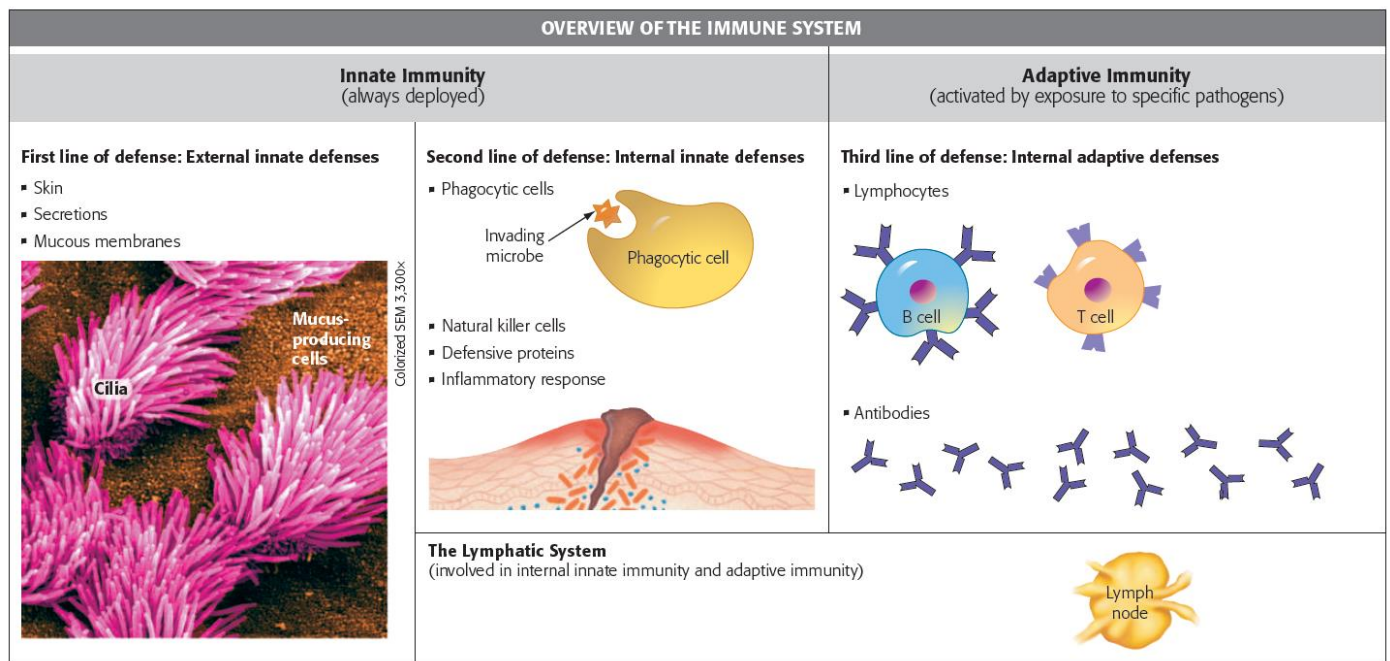 OVERVIEW OF THE IMMUNE SYSTEM
Innate Immunity
(always deployed)
Adaptive Immunity
(activated by exposure to specific pathogens)
First line of defense: External innate defenses
▪ Skin
▪ Secretions
▪ Mucous membranes
Cilia
Mucus-
producing
cells
Colorized SEM 3,300×
Second line of defense: Internal innate defenses
▪ Phagocytic cells
Invading
microbe
Phagocytic cell
▪ Natural killer cells
▪ Defensive proteins
▪ Inflammatory response
Third line of defense: Internal adaptive defenses
▪ Lymphocytes
B cell
T cell
▪ Antibodies
The Lymphatic System
(involved in internal innate immunity and adaptive immunity)
Lymph
node